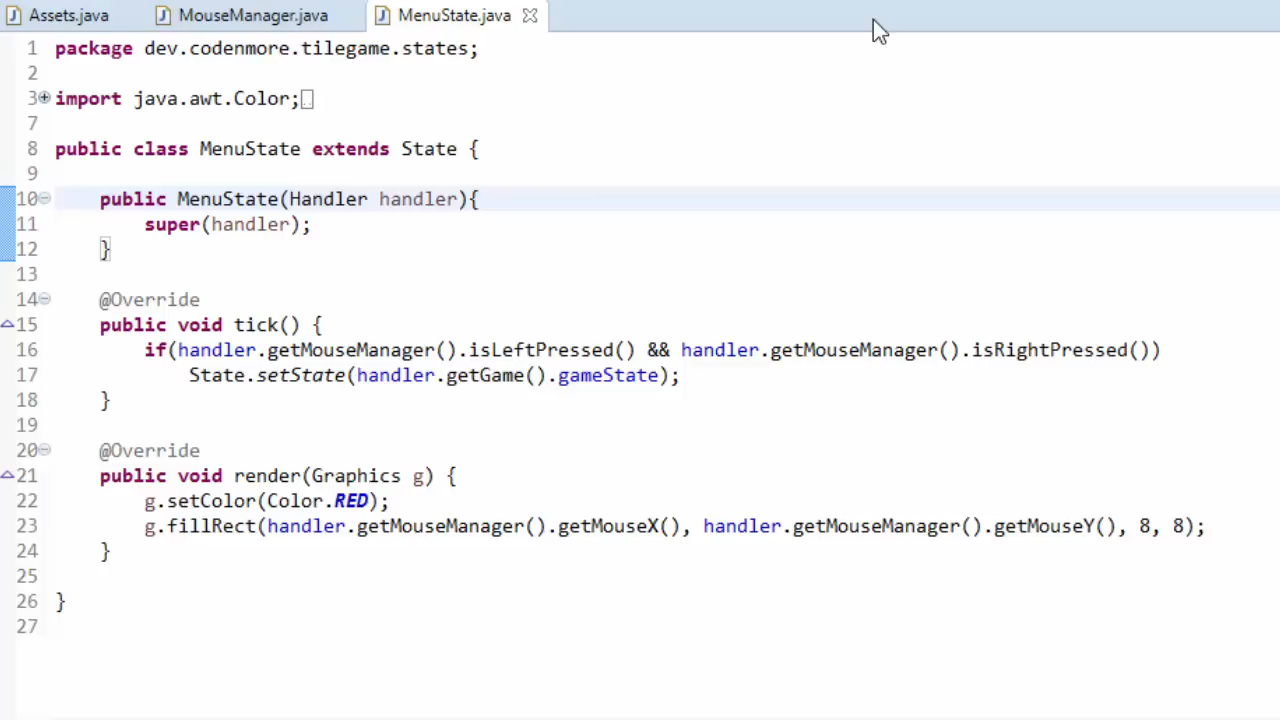 Assets.java MouseManager.java MenuState.java
1 package dev.codenmore.tilegame.states;
2
3 import java.awt.Color;
7
8 public class MenuState extends State {
9
10 public MenuState(Handler handler){
11 super(handler);
12 }
13
14 @Override
15 public void tick() {
16 if(handler.getMouseManager().isLeftPressed() && handler.getMouseManager().isRightPressed())
17 State.setState(handler.getGame().gameState);
18 }
19
20 @Override
21 public void render(Graphics g) {
22 g.setColor(Color.RED);
23 g.fillRect(handler.getMouseManager().getMouseX(), handler.getMouseManager().getMouseY(), 8, 8);
24 }
25
26 }
27